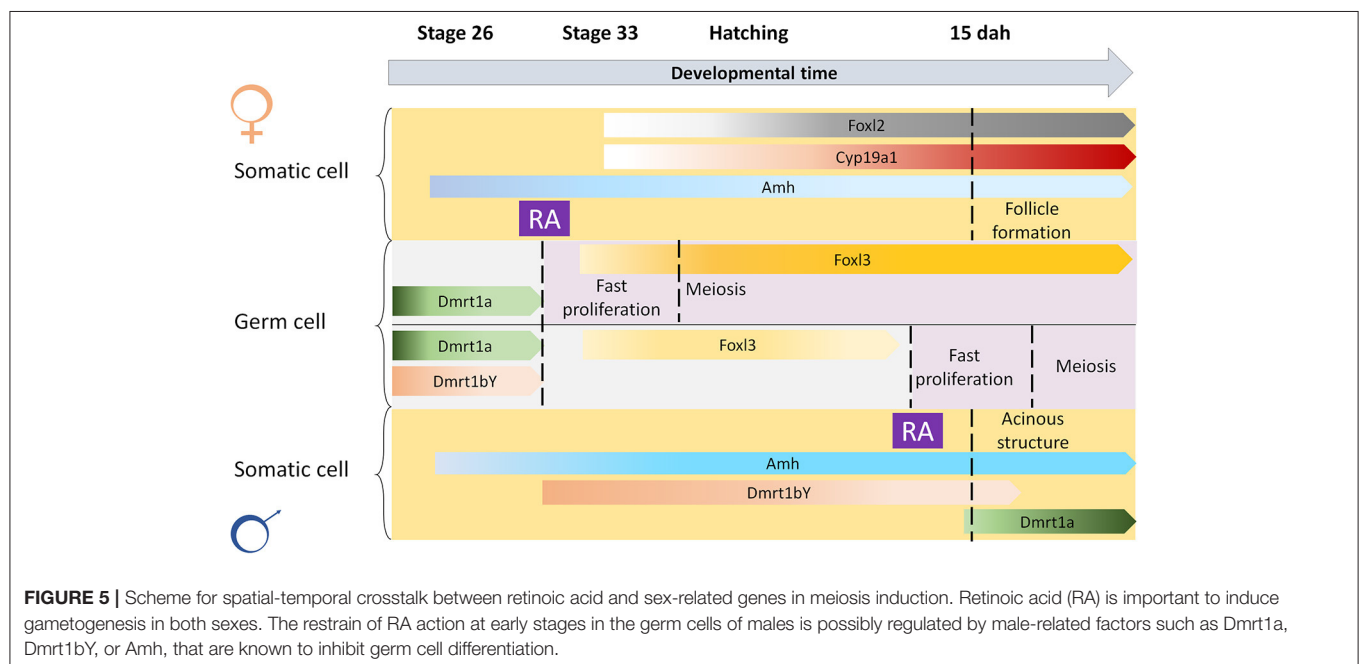 Stage 26 Stage 33 Hatching 15 dah
Developmental time
Foxl2
Cyp19a1
Somatic cell
Amh
RA
Follicle
formation
Foxl3
Fast
proliferation
Meiosis
Dmrt1a
Germ cell
Dmrt1a
Foxl3
Fast
proliferation
Meiosis
Dmrt1bY
RA
Acinous
structure
Somatic cell
Amh
Dmrt1bY
Dmrt1a
FIGURE 5 | Scheme for spatial-temporal crosstalk between retinoic acid and sex-related genes in meiosis induction. Retinoic acid (RA) is important to induce
gametogenesis in both sexes. The restrain of RA action at early stages in the germ cells of males is possibly regulated by male-related factors such as Dmrt1a,
Dmrt1bY, or Amh, that are known to inhibit germ cell differentiation.